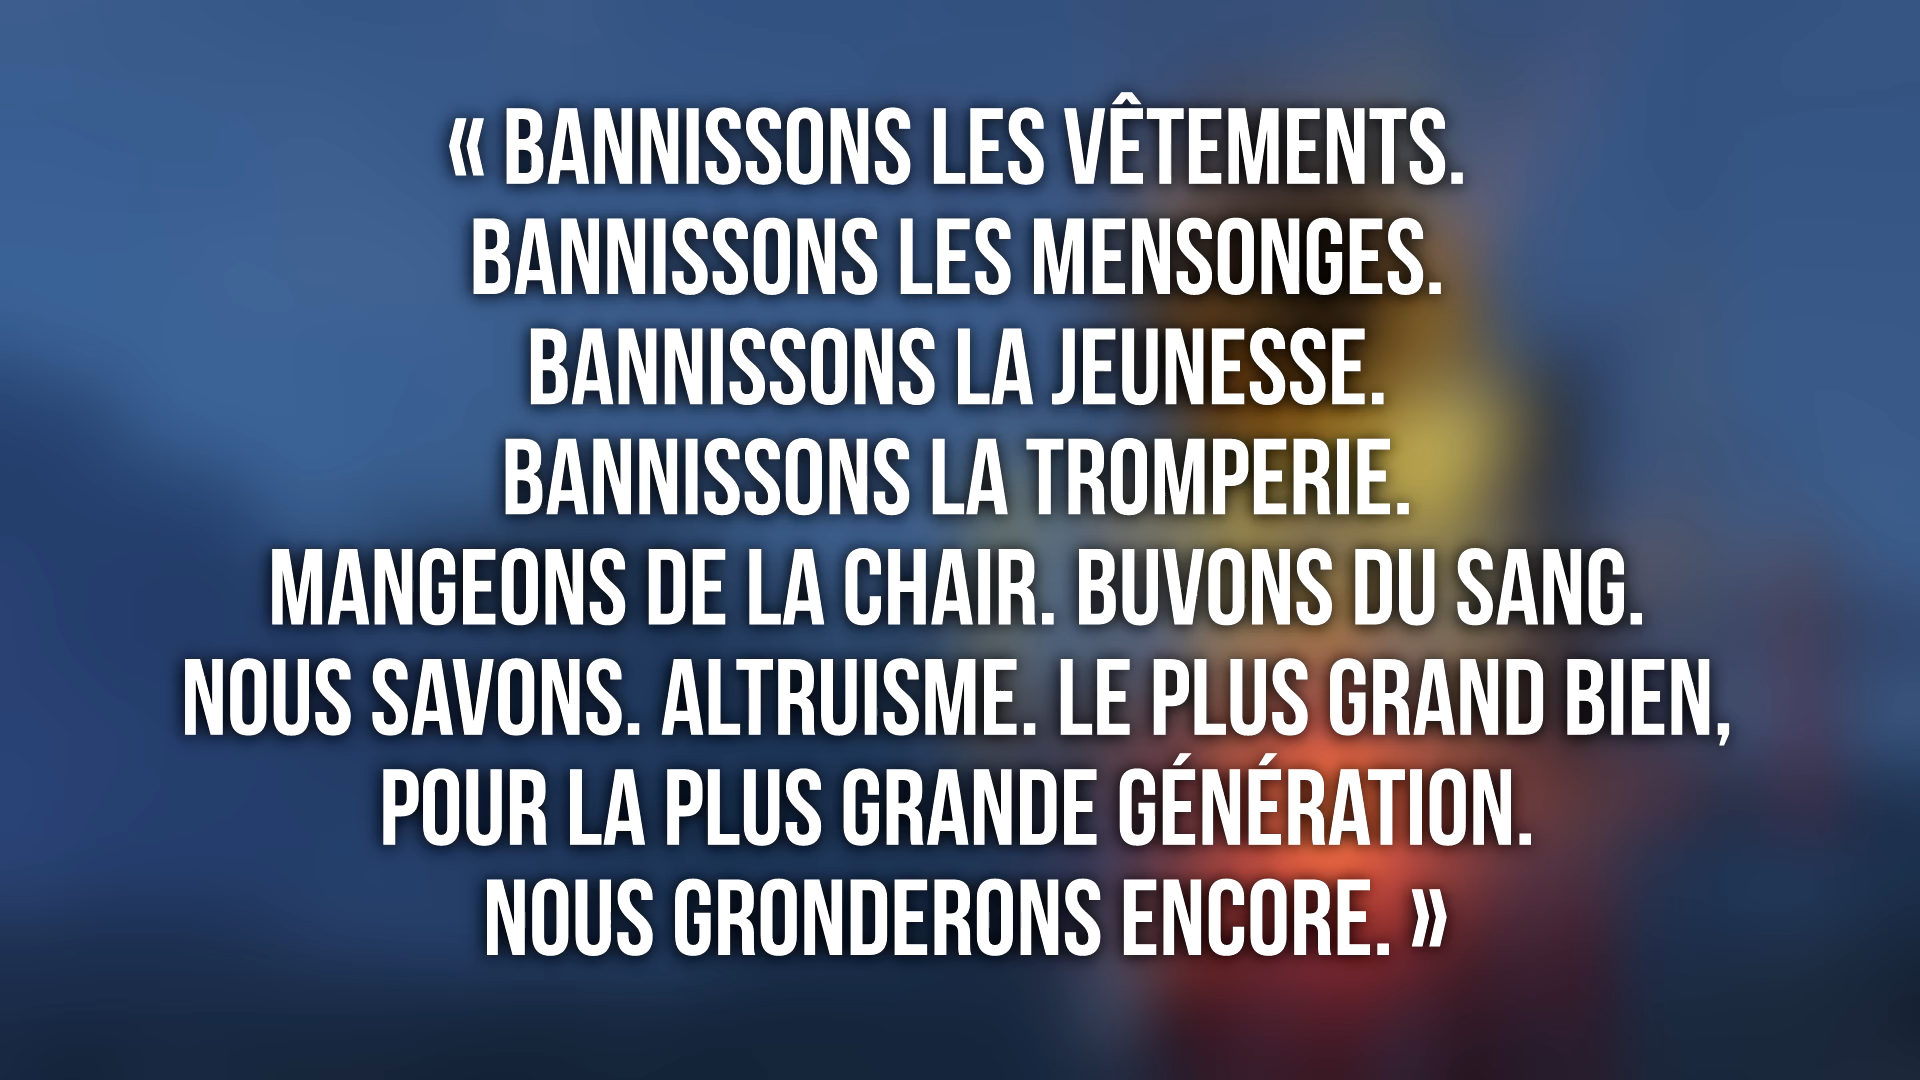 « BANNISSONS LES VÊTEMENTS.
BANNISSONS LES MENSONGES.
BANNISSONS LA JEUNESSE.
BANNISSONS LA TROMPERIE.
MANGEONS DE LA CHAIR. BUVONS DU SANG.
NOUS SAVONS. ALTRUISME. LE PLUS GRAND BIEN,
POUR LA PLUS GRANDE GÉNÉRATION.
NOUS GRONDERONS ENCORE. »